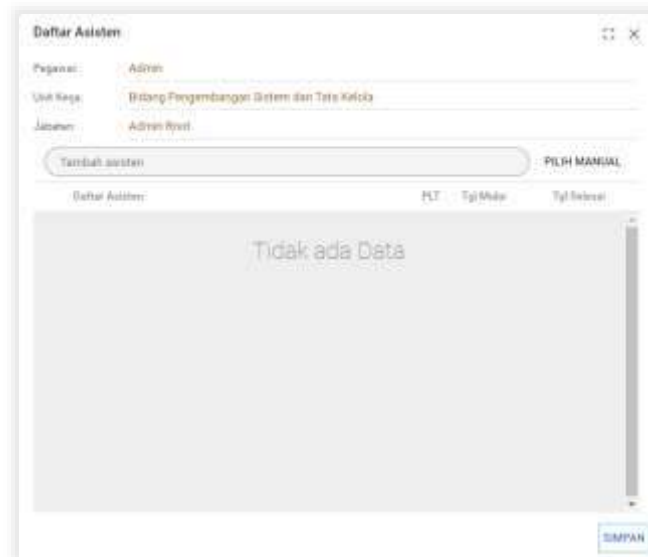 Daftar Asisten
Pegawai: Admin
Unit Kerja: Bidang Pengembangan Sistem dan Tata Kelola
Jabatan: Admin Root
Tambah asisten PILIH MANUAL
Daftar Asisten PLT Tgl Mulai Tgl Selesai
Tidak ada Data
SIMPAN